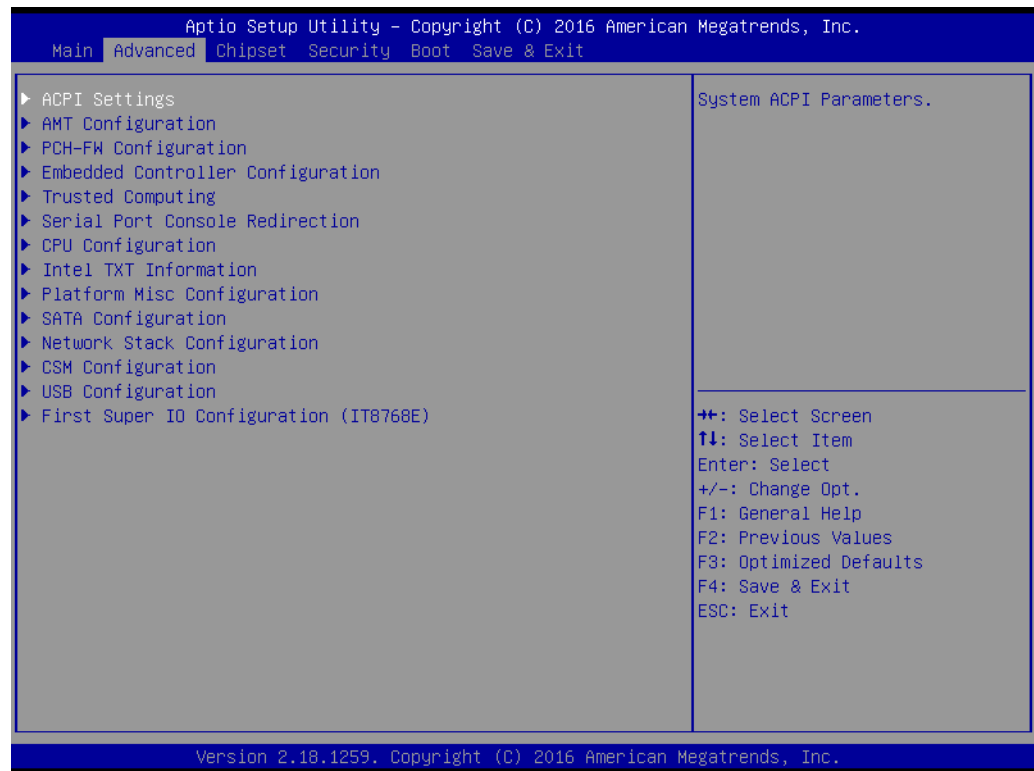 Aptio Setup Utility – Copyright (C) 2016 American Megatrends, Inc.
Main Advanced Chipset Security Boot Save & Exit
▶ ACPI Settings
▶ AMT Configuration
▶ PCH-FW Configuration
▶ Embedded Controller Configuration
▶ Trusted Computing
▶ Serial Port Console Redirection
▶ CPU Configuration
▶ Intel TXT Information
▶ Platform Misc Configuration
▶ SATA Configuration
▶ Network Stack Configuration
▶ CSM Configuration
▶ USB Configuration
▶ First Super IO Configuration (IT8768E)
System ACPI Parameters.
→←: Select Screen
↑↓: Select Item
Enter: Select
+/-: Change Opt.
F1: General Help
F2: Previous Values
F3: Optimized Defaults
F4: Save & Exit
ESC: Exit
Version 2.18.1259. Copyright (C) 2016 American Megatrends, Inc.